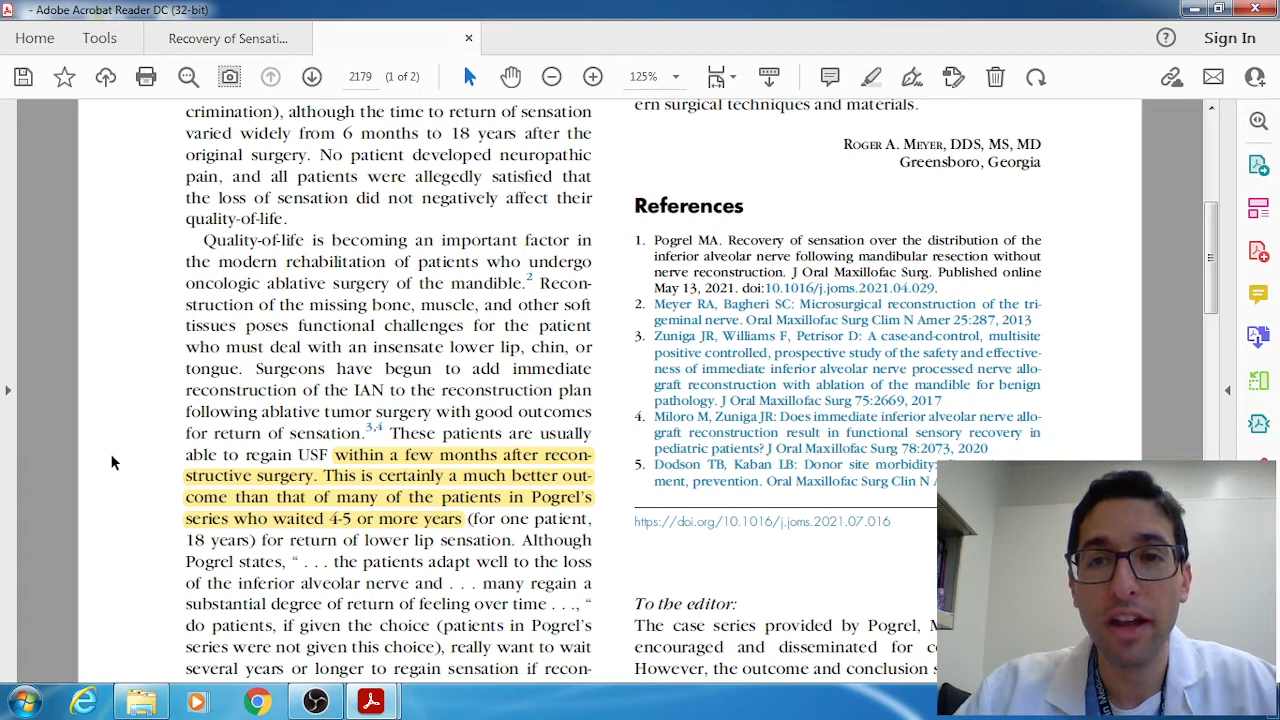 - Adobe Acrobat Reader DC (32-bit)
Home
Tools
Recovery of Sensati...
Sign In
2179
(1 of 2)
125%
crimination), although the time to return of sensation
varied widely from 6 months to 18 years after the
original surgery. No patient developed neuropathic
pain, and all patients were allegedly satisfied that
the loss of sensation did not negatively affect their
quality-of-life.
Quality-of-life is becoming an important factor in
the modern rehabilitation of patients who undergo
oncologic ablative surgery of the mandible.2 Recon-
struction of the missing bone, muscle, and other soft
tissues poses functional challenges for the patient
who must deal with an insensate lower lip, chin, or
tongue. Surgeons have begun to add immediate
reconstruction of the IAN to the reconstruction plan
following ablative tumor surgery with good outcomes
for return of sensation.3,4 These patients are usually
able to regain USF within a few months after recon-
structive surgery. This is certainly a much better out-
come than that of many of the patients in Pogrel's
series who waited 4-5 or more years (for one patient,
18 years) for return of lower lip sensation. Although
Pogrel states, " . . . the patients adapt well to the loss
of the inferior alveolar nerve and . . . many regain a
substantial degree of return of feeling over time . . ., "
do patients, if given the choice (patients in Pogrel's
series were not given this choice), really want to wait
several years or longer to regain sensation if recon-
ern surgical techniques and materials.
ROGER A. MEYER, DDS, MS, MD
Greensboro, Georgia
References
1. Pogrel MA. Recovery of sensation over the distribution of the
inferior alveolar nerve following mandibular resection without
nerve reconstruction. J Oral Maxillofac Surg. Published online
May 13, 2021. doi:10.1016/j.joms.2021.04.029.
2. Meyer RA, Bagheri SC: Microsurgical reconstruction of the tri-
geminal nerve. Oral Maxillofac Surg Clim N Amer 25:287, 2013
3. Zuniga JR, Williams F, Petrisor D: A case-and-control, multisite
positive controlled, prospective study of the safety and effective-
ness of immediate inferior alveolar nerve processed nerve allo-
graft reconstruction with ablation of the mandible for benign
pathology. J Oral Maxillofac Surg 75:2669, 2017
4. Miloro M, Zuniga JR: Does immediate inferior alveolar nerve allo-
graft reconstruction result in functional sensory recovery in
pediatric patients? J Oral Maxillofac Surg 78:2073, 2020
5. Dodson TB, Kaban LB: Donor site morbidity:
ment, prevention. Oral Maxillofac Surg Clin N
https://doi.org/10.1016/j.joms.2021.07.016
To the editor:
The case series provided by Pogrel,
encouraged and disseminated for
However, the outcome and conclusion